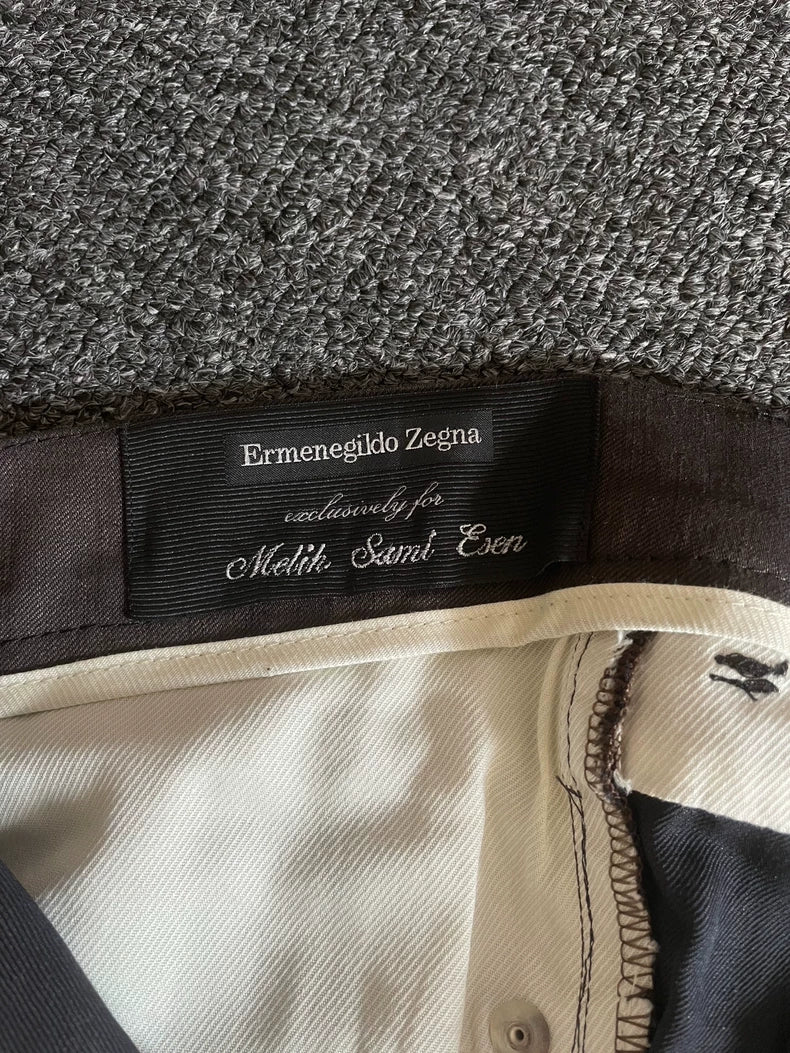 Ermenegildo Zegna
exclusively for
Melih Sami Esen